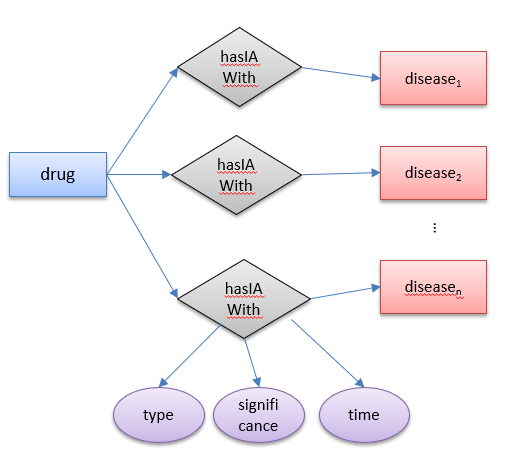 hasIA
With
disease₁
drug
hasIA
With
disease₂
...
hasIA
With
diseaseₙ
type
signifi
cance
time